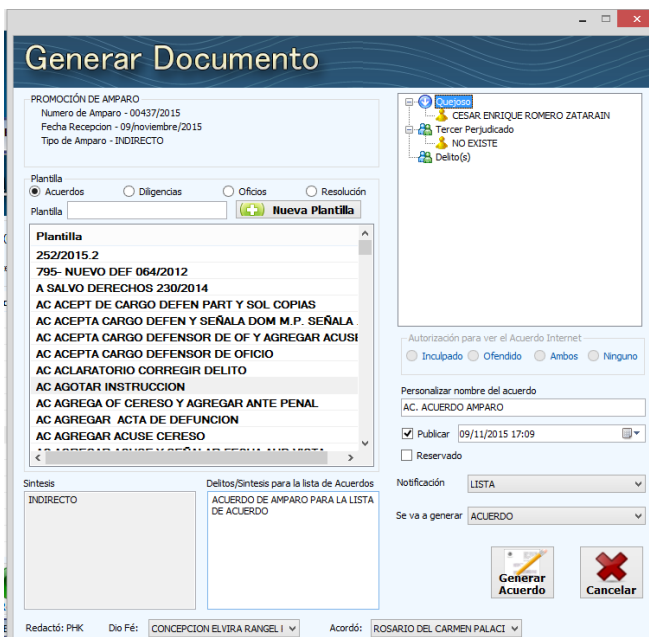 Generar Documento
PROMOCIÓN DE AMPARO
Numero de Amparo - 00437/2015
Fecha Recepcion - 09/noviembre/2015
Tipo de Amparo - INDIRECTO
Quejoso
CESAR ENRIQUE ROMERO ZATARAIN
Tercer Perjudicado
NO EXISTE
Delito(s)
Plantilla
Acuerdos Diligencias Oficios Resolución
Plantilla Nueva Plantilla
Plantilla
252/2015.2
795- NUEVO DEF 064/2012
A SALVO DERECHOS 230/2014
AC ACEPT DE CARGO DEFEN PART Y SOL COPIAS
AC ACEPTA CARGO DEFEN Y SEÑALA DOM M.P. SEÑALA
AC ACEPTA CARGO DEFENSOR DE OF Y AGREGAR ACUSE
AC ACEPTA CARGO DEFENSOR DE OFICIO
AC ACLARATORIO CORREGIR DELITO
AC AGOTAR INSTRUCCION
AC AGREGA OF CERESO Y AGREGAR ANTE PENAL
AC AGREGAR ACTA DE DEFUNCION
AC AGREGAR ACUSE CERESO
Autorización para ver el Acuerdo Internet
Inculpado Ofendido Ambos Ninguno
Personalizar nombre del acuerdo
AC. ACUERDO AMPARO
Publicar 09/11/2015 17:09
Reservado
Notificación LISTA
Se va a generar ACUERDO
Sintesis
INDIRECTO
Delitos/Sintesis para la lista de Acuerdos
ACUERDO DE AMPARO PARA LA LISTA
DE ACUERDO
Generar
Acuerdo
Cancelar
Redactó: PHK Dio Fé: CONCEPCION ELVIRA RANGEL Acordó: ROSARIO DEL CARMEN PALACI